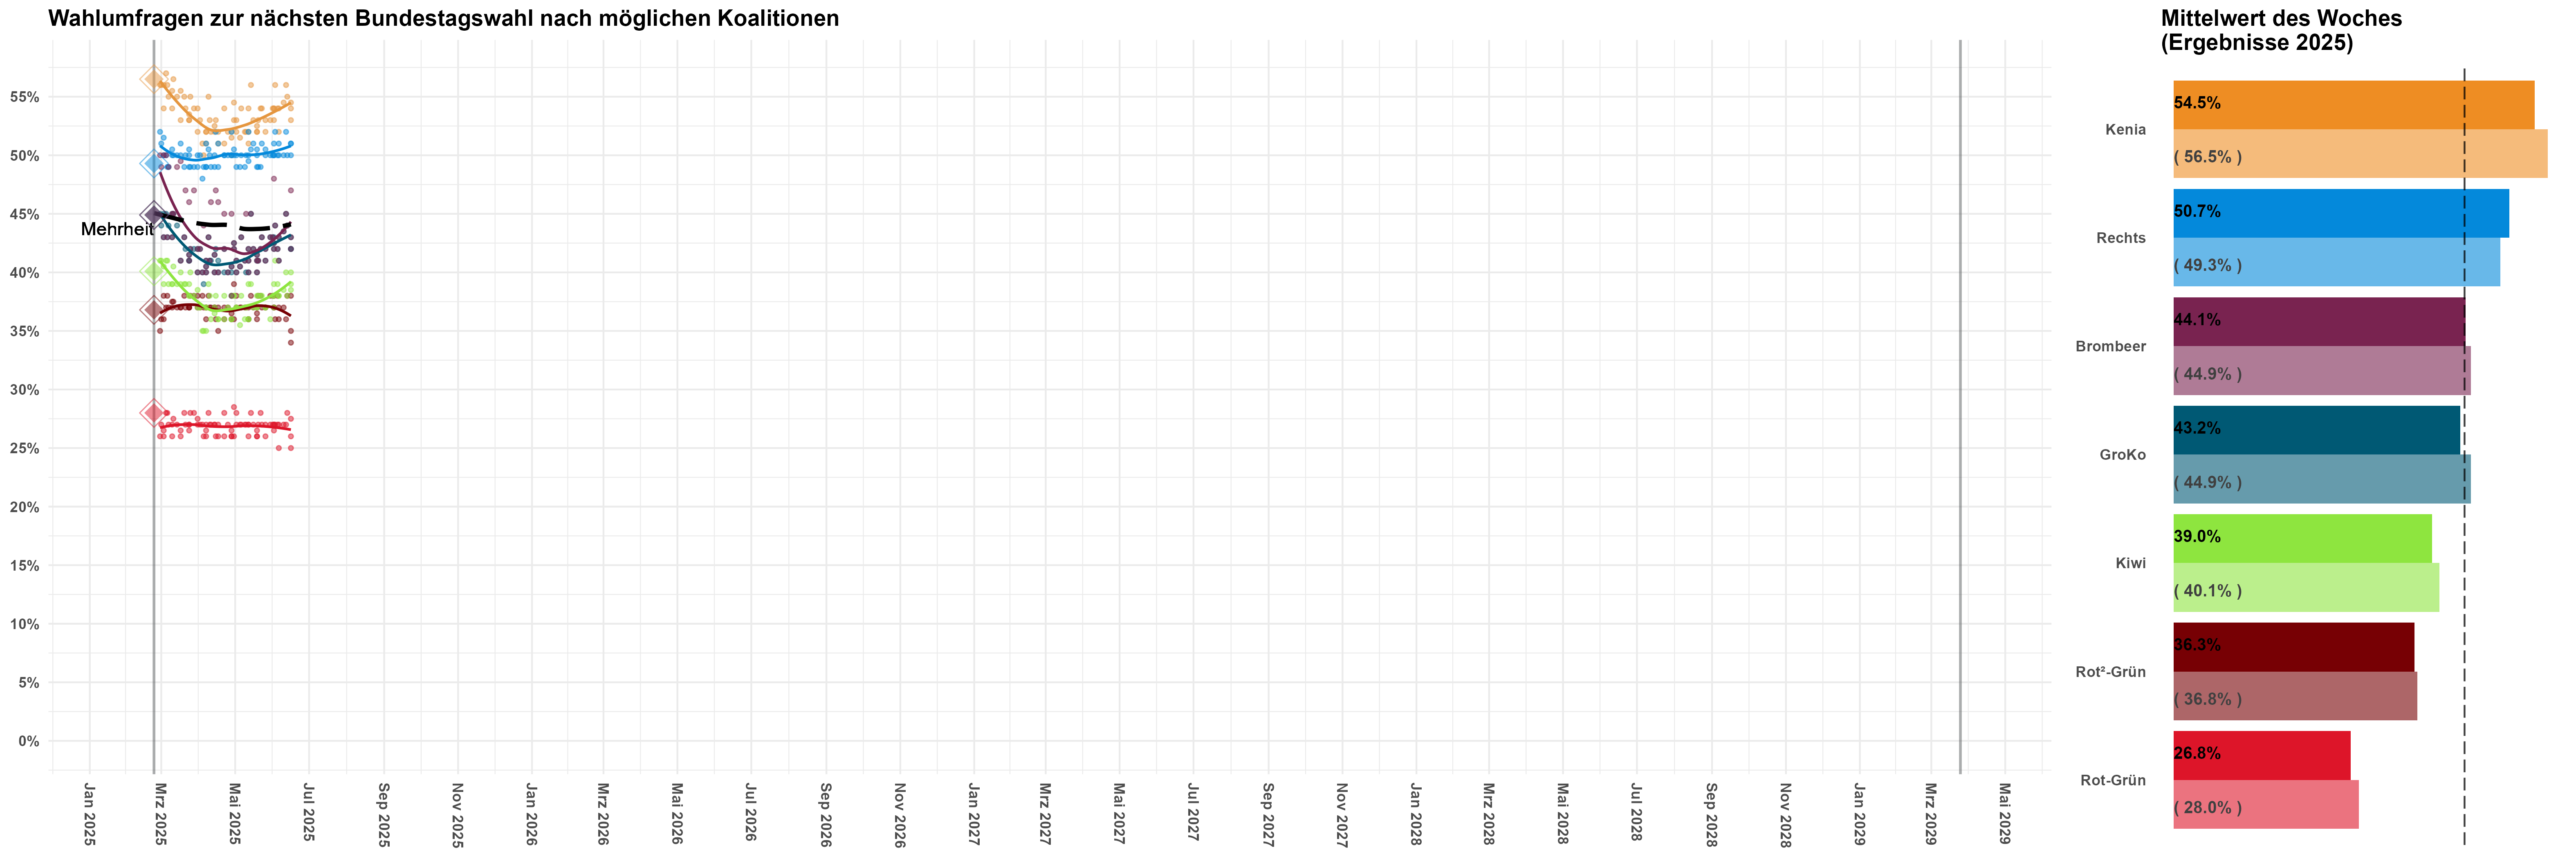 Wahlumfragen zur nächsten Bundestagswahl nach möglichen Koalitionen
55%
50%
45%
40%
35%
30%
25%
20%
15%
10%
5%
0%
Mehrheit
Jan 2025
Mrz 2025
Mai 2025
Jul 2025
Sep 2025
Nov 2025
Jan 2026
Mrz 2026
Mai 2026
Jul 2026
Sep 2026
Nov 2026
Jan 2027
Mrz 2027
Mai 2027
Jul 2027
Sep 2027
Nov 2027
Jan 2028
Mrz 2028
Mai 2028
Jul 2028
Sep 2028
Nov 2028
Jan 2029
Mrz 2029
Mai 2029
Mittelwert des Woches
(Ergebnisse 2025)
Kenia
54.5%
( 56.5% )
Rechts
50.7%
( 49.3% )
Brombeer
44.1%
( 44.9% )
GroKo
43.2%
( 44.9% )
Kiwi
39.0%
( 40.1% )
Rot²-Grün
36.3%
( 36.8% )
Rot-Grün
26.8%
( 28.0% )